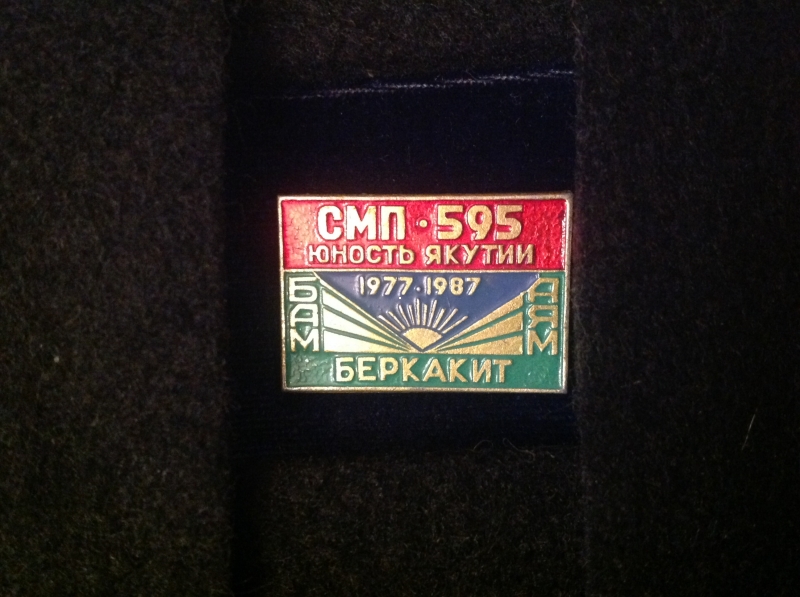 СМП·595
ЮНОСТЬ ЯКУТИИ
1977·1987
БАМ
АЯМ
БЕРКАКИТ